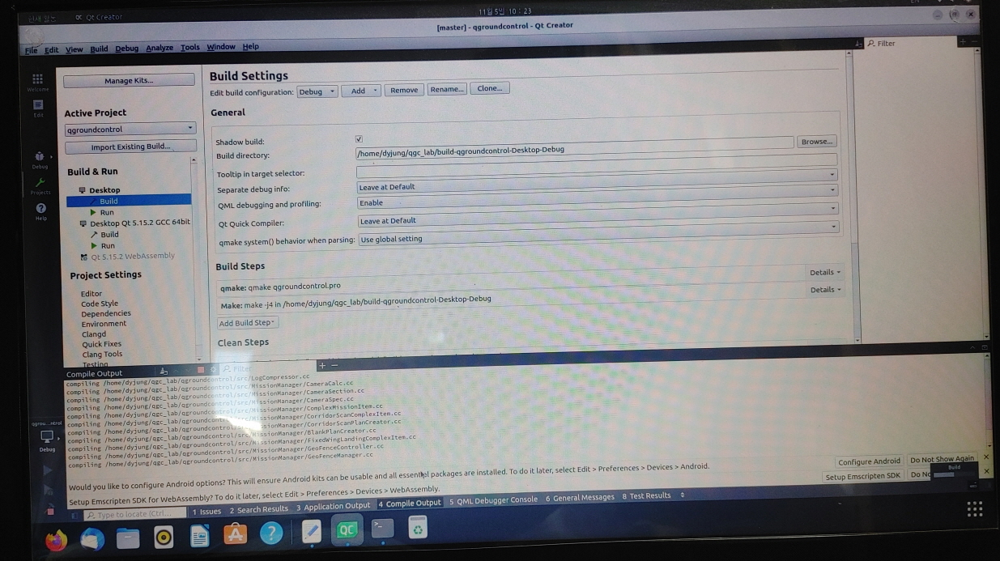 Qt Creator
11월 5일 10 : 23
[master] - qgroundcontrol - Qt Creator
File Edit View Build Debug Analyze Tools Window Help
Filter
Welcome
Edit
Debug
Projects
Help
Manage Kits...
Active Project
qgroundcontrol
Import Existing Build...
Build & Run
Desktop
Build
Run
Desktop Qt 5.15.2 GCC 64bit
Build
Run
Qt 5.15.2 WebAssembly
Project Settings
Editor
Code Style
Dependencies
Environment
Clangd
Quick Fixes
Clang Tools
Testing
Build Settings
Edit build configuration: Debug Add Remove Rename... Clone...
General
Shadow build:
Build directory: /home/dyjung/qgc_lab/build-qgroundcontrol-Desktop-Debug Browse...
Tooltip in target selector:
Separate debug info: Leave at Default
QML debugging and profiling: Enable
Qt Quick Compiler: Leave at Default
qmake system() behavior when parsing: Use global setting
Build Steps
qmake: qmake qgroundcontrol.pro Details
Make: make -j4 in /home/dyjung/qgc_lab/build-qgroundcontrol-Desktop-Debug Details
Add Build Step
Clean Steps
Compile Output Filter
compiling /home/dyjung/qgc_lab/qgroundcontrol/src/LogCompressor.cc
compiling /home/dyjung/qgc_lab/qgroundcontrol/src/MissionManager/CameraCalc.cc
compiling /home/dyjung/qgc_lab/qgroundcontrol/src/MissionManager/CameraSection.cc
compiling /home/dyjung/qgc_lab/qgroundcontrol/src/MissionManager/CameraSpec.cc
compiling /home/dyjung/qgc_lab/qgroundcontrol/src/MissionManager/ComplexMissionItem.cc
compiling /home/dyjung/qgc_lab/qgroundcontrol/src/MissionManager/CorridorScanComplexItem.cc
compiling /home/dyjung/qgc_lab/qgroundcontrol/src/MissionManager/CorridorScanPlanCreator.cc
compiling /home/dyjung/qgc_lab/qgroundcontrol/src/MissionManager/BlankPlanCreator.cc
compiling /home/dyjung/qgc_lab/qgroundcontrol/src/MissionManager/FixedWingLandingComplexItem.cc
compiling /home/dyjung/qgc_lab/qgroundcontrol/src/MissionManager/GeoFenceController.cc
compiling /home/dyjung/qgc_lab/qgroundcontrol/src/MissionManager/GeoFenceManager.cc
Would you like to configure Android options? This will ensure Android kits can be usable and all essential packages are installed. To do it later, select Edit > Preferences > Devices > Android. Configure Android Do Not Show Again
Setup Emscripten SDK for WebAssembly? To do it later, select Edit > Preferences > Devices > WebAssembly. Setup Emscripten SDK Do No
Build
qgrou...ntrol
Debug
Type to locate (Ctrl...
1 Issues 2 Search Results 3 Application Output 4 Compile Output 5 QML Debugger Console 6 General Messages 8 Test Results
QC